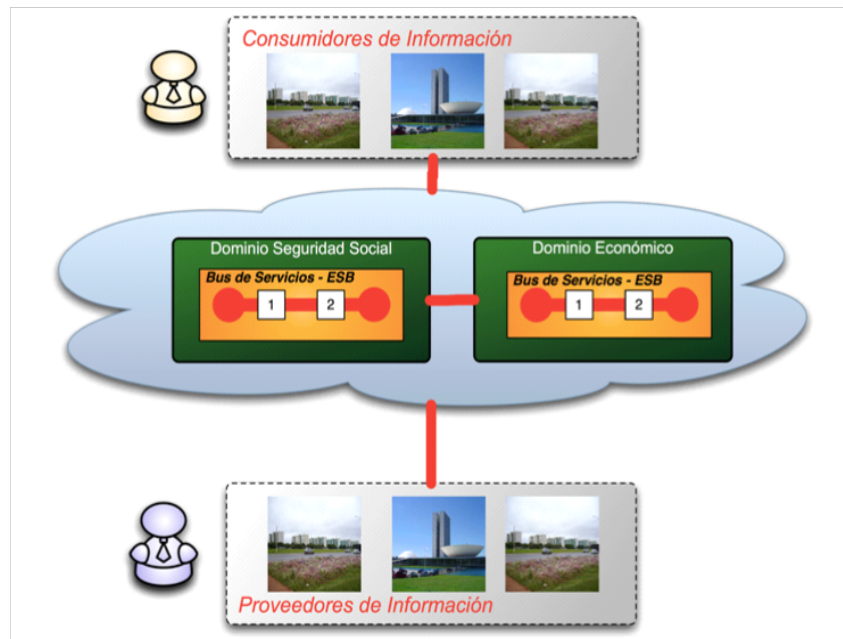 Consumidores de Información
Dominio Seguridad Social
Bus de Servicios - ESB
1 2
Dominio Económico
Bus de Servicios - ESB
1 2
Proveedores de Información